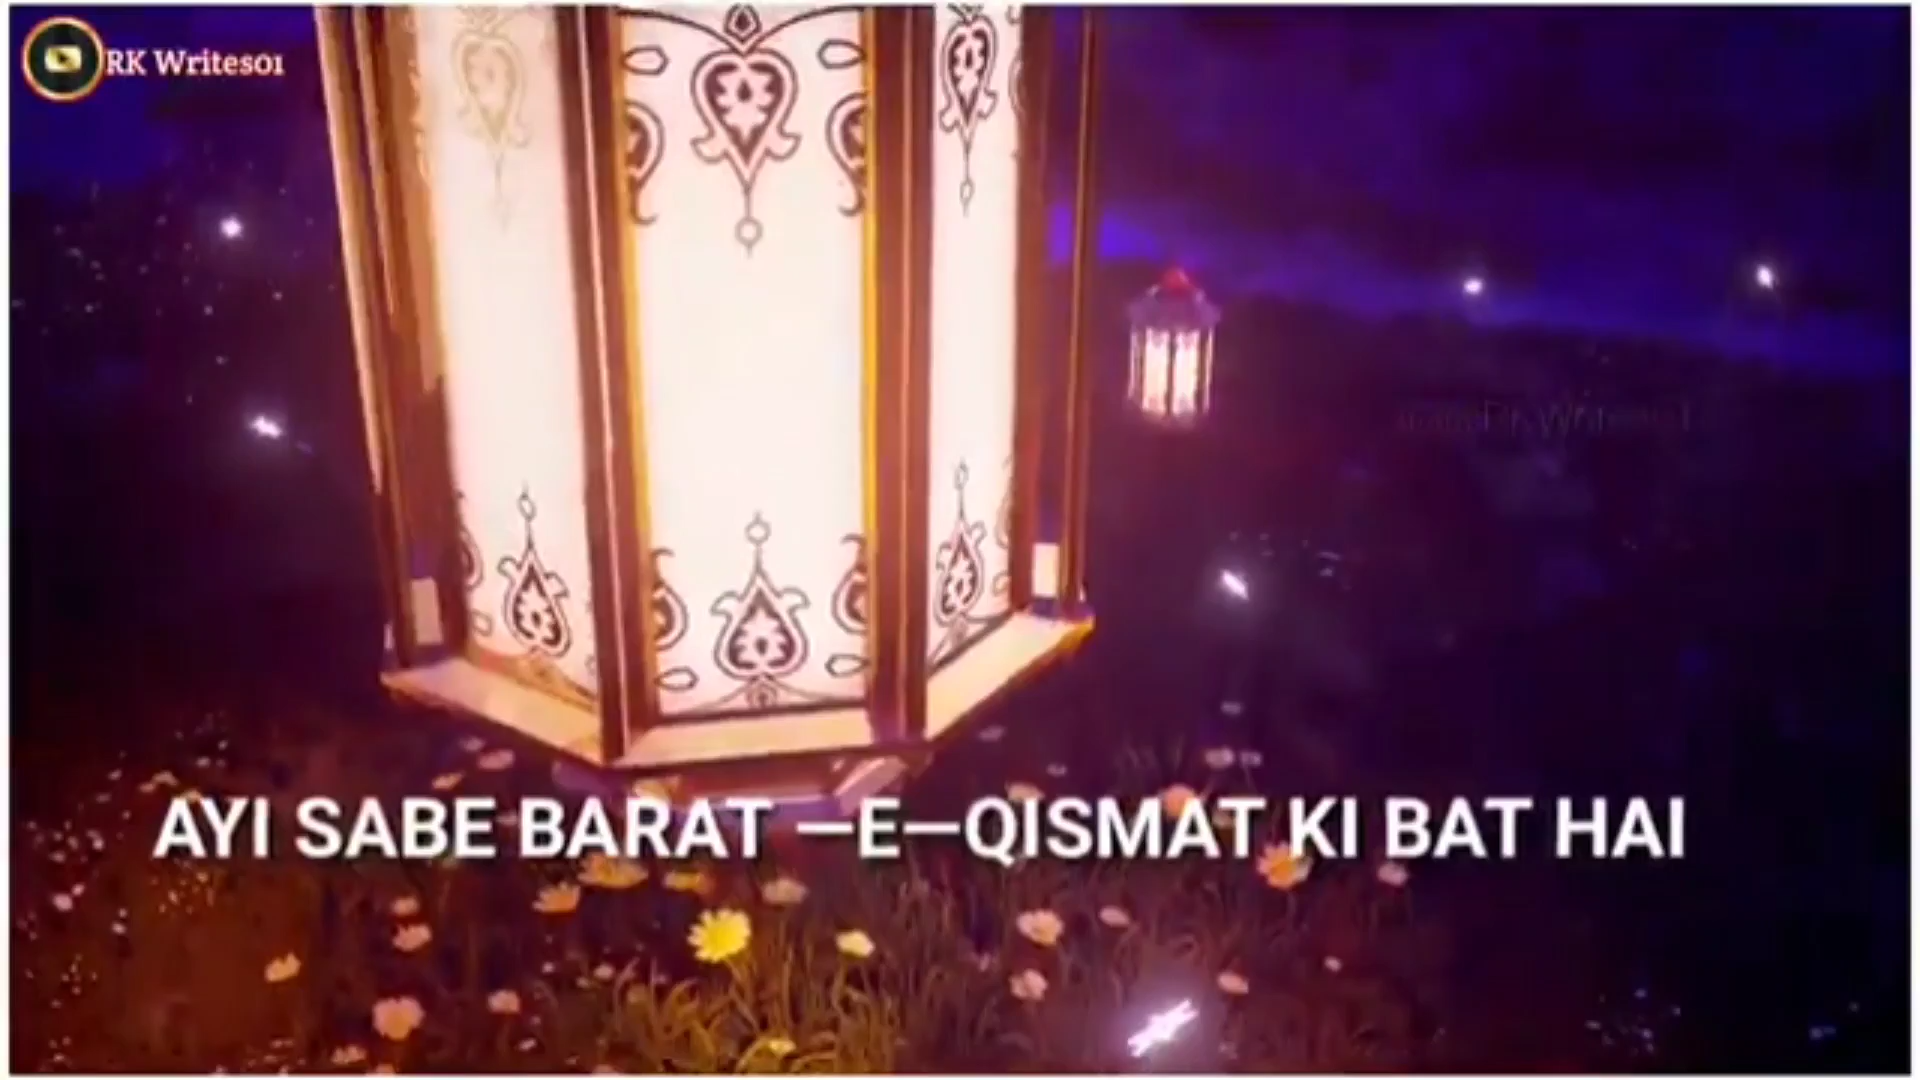 RK Writes01
AYI SABE BARAT —E—QISMAT KI BAT HAI